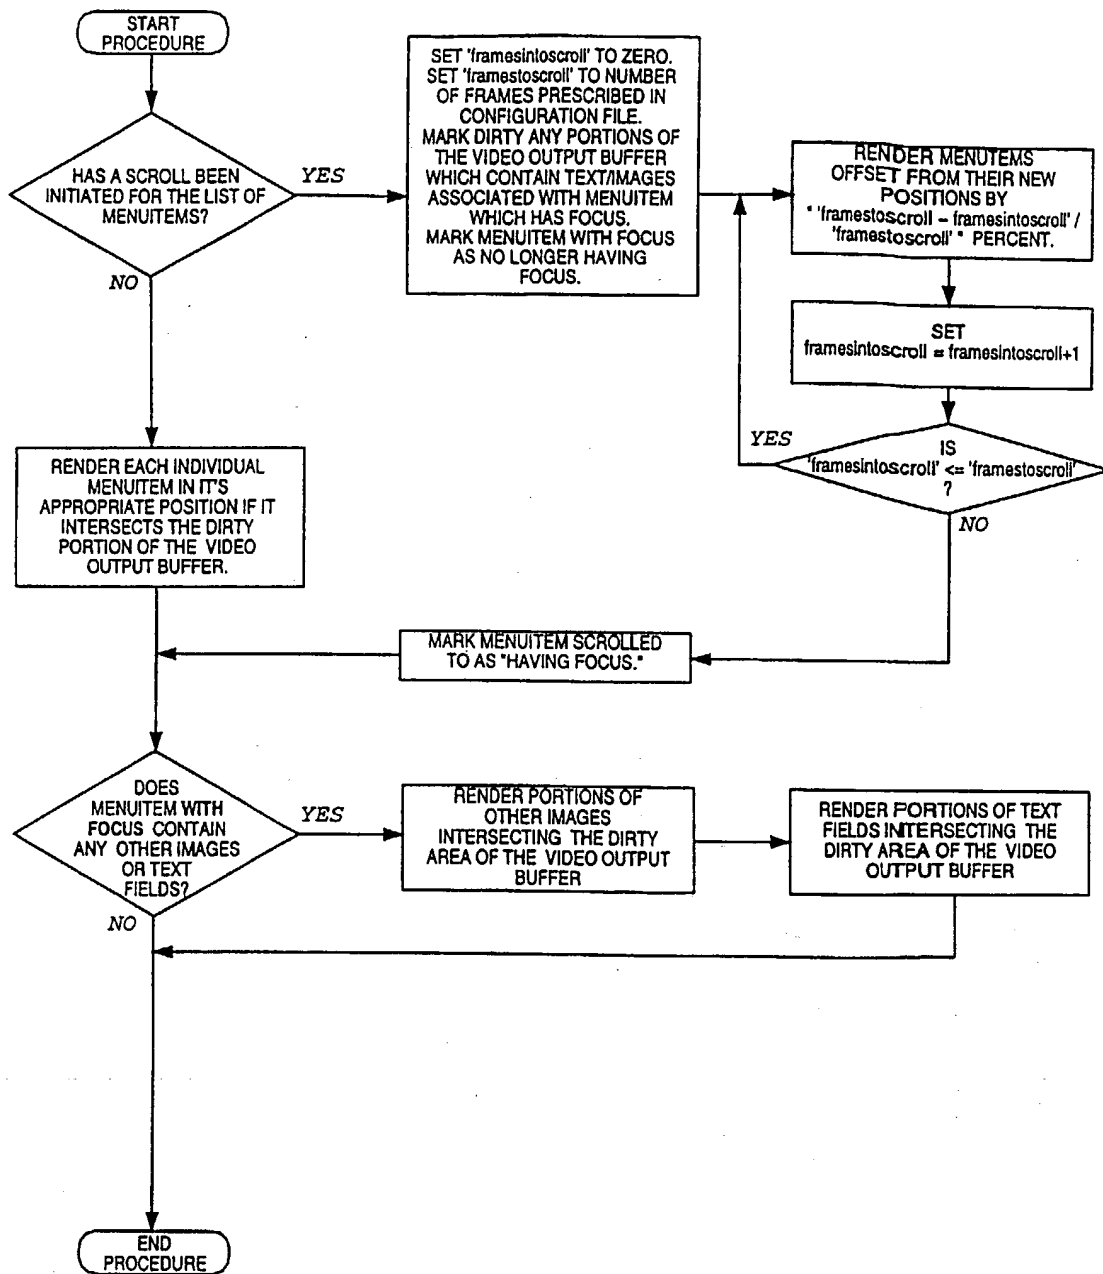 START
PROCEDURE
HAS A SCROLL BEEN
INITIATED FOR THE LIST OF
MENUITEMS?
YES
NO
SET 'framesintoscroll' TO ZERO.
SET 'framestoscroll' TO NUMBER
OF FRAMES PRESCRIBED IN
CONFIGURATION FILE.
MARK DIRTY ANY PORTIONS OF
THE VIDEO OUTPUT BUFFER
WHICH CONTAIN TEXT/IMAGES
ASSOCIATED WITH MENUITEM
WHICH HAS FOCUS.
MARK MENUITEM WITH FOCUS
AS NO LONGER HAVING
FOCUS.
RENDER MENUTEMS
OFFSET FROM THEIR NEW
POSITIONS BY
" 'framestoscroll – framesintoscroll' /
'framestoscroll' " PERCENT.
SET
framesintoscroll = framesintoscroll+1
YES
IS
'framesintoscroll' <= 'framestoscroll'
?
NO
RENDER EACH INDIVIDUAL
MENUITEM IN IT'S
APPROPRIATE POSITION IF IT
INTERSECTS THE DIRTY
PORTION OF THE VIDEO
OUTPUT BUFFER.
MARK MENUITEM SCROLLED
TO AS "HAVING FOCUS."
DOES
MENUITEM WITH
FOCUS CONTAIN
ANY OTHER IMAGES
OR TEXT
FIELDS?
YES
NO
RENDER PORTIONS OF
OTHER IMAGES
INTERSECTING THE DIRTY
AREA OF THE VIDEO OUTPUT
BUFFER
RENDER PORTIONS OF TEXT
FIELDS INTERSECTING THE
DIRTY AREA OF THE VIDEO
OUTPUT BUFFER
END
PROCEDURE